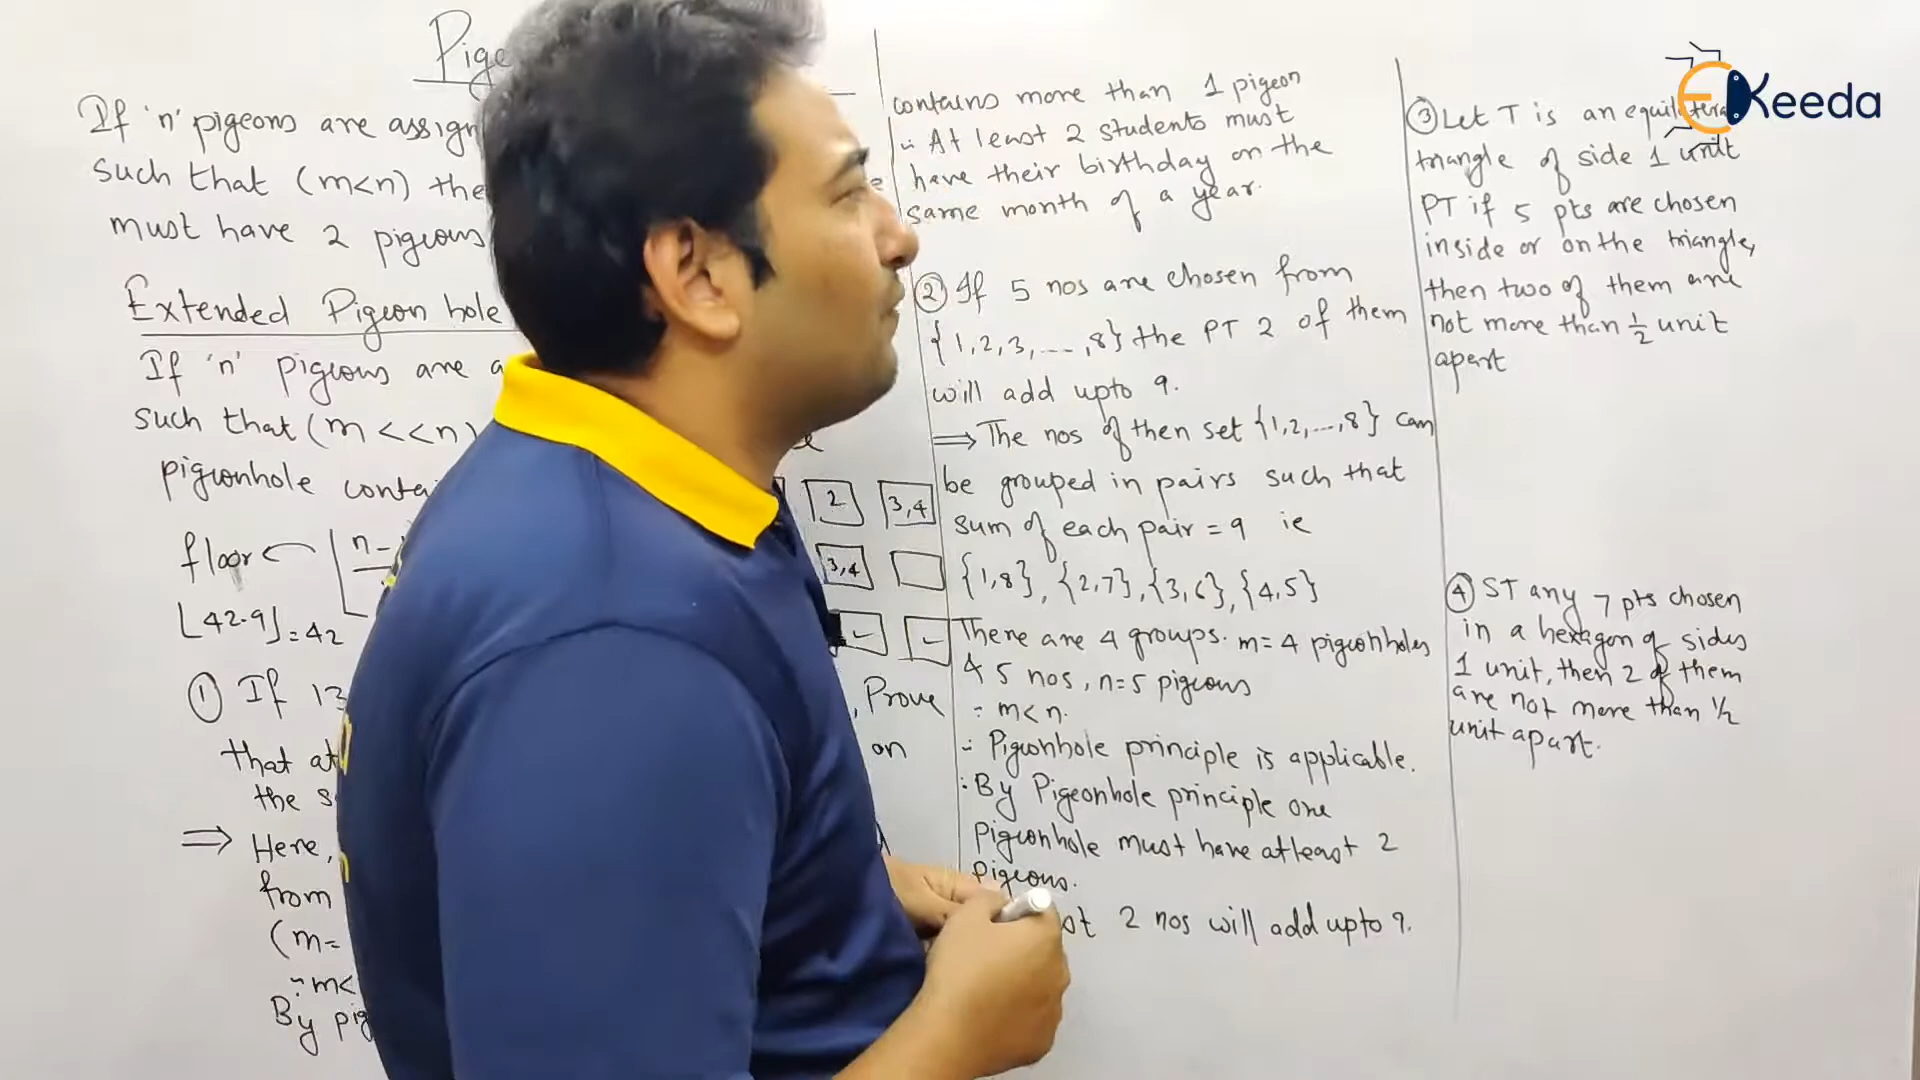 If 'n' pigeons are assign
such that (m<n) the
must have 2 pigeons
Extended Pigeon hole
If 'n' pigeons are a
such that (m<<n)
pigeonhole contai
floor ⌊n-
⌊42.9⌋=42
① If 13
, Prove
that at
on
the s
⇒ Here,
from
(m=
∵ m<
By pig
2
3,4
3,4
contains more than 1 pigeon
∴ At least 2 students must
have their birthday on the
same month of a year.
② If 5 nos are chosen from
{1,2,3,....,8} the PT 2 of them
will add upto 9.
⇒ The nos of then set {1,2,...,8} can
be grouped in pairs such that
sum of each pair = 9 ie
{1,8}, {2,7}, {3,6}, {4,5}
There are 4 groups. m=4 pigeonholes
& 5 nos, n=5 pigeons
∵ m<n.
∴ Pigeonhole principle is applicable.
∴ By Pigeonhole principle one
pigeonhole must have atleast 2
pigeons.
2 nos will add upto 9.
③ Let T is an equilatera
triangle of side 1 unit
PT if 5 pts are chosen
inside or on the triangle,
then two of them are
not more than 1/2 unit
apart
④ ST any 7 pts chosen
in a hexagon of sides
1 unit, then 2 of them
are not more than 1/2
unit apart.
EKeeda